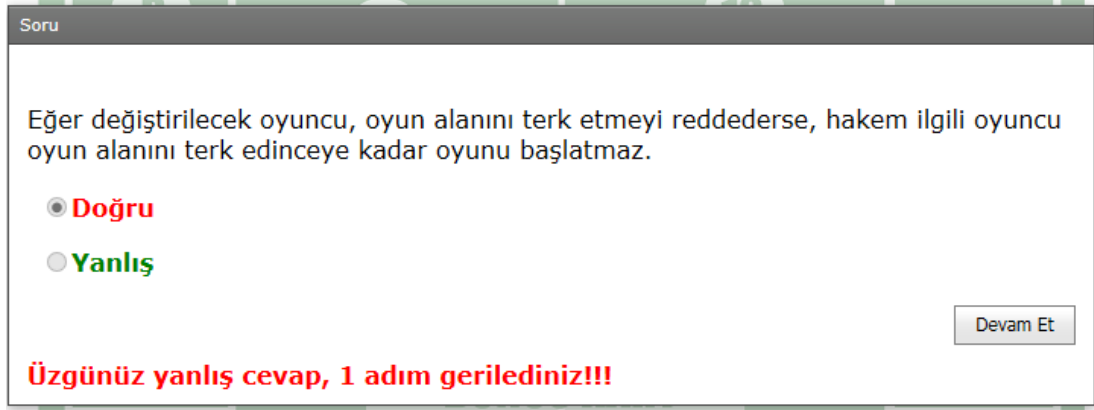 Soru
Eğer değiştirilecek oyuncu, oyun alanını terk etmeyi reddederse, hakem ilgili oyuncu
oyun alanını terk edinceye kadar oyunu başlatmaz.
Doğru
Yanlış
Devam Et
Üzgünüz yanlış cevap, 1 adım gerilediniz!!!